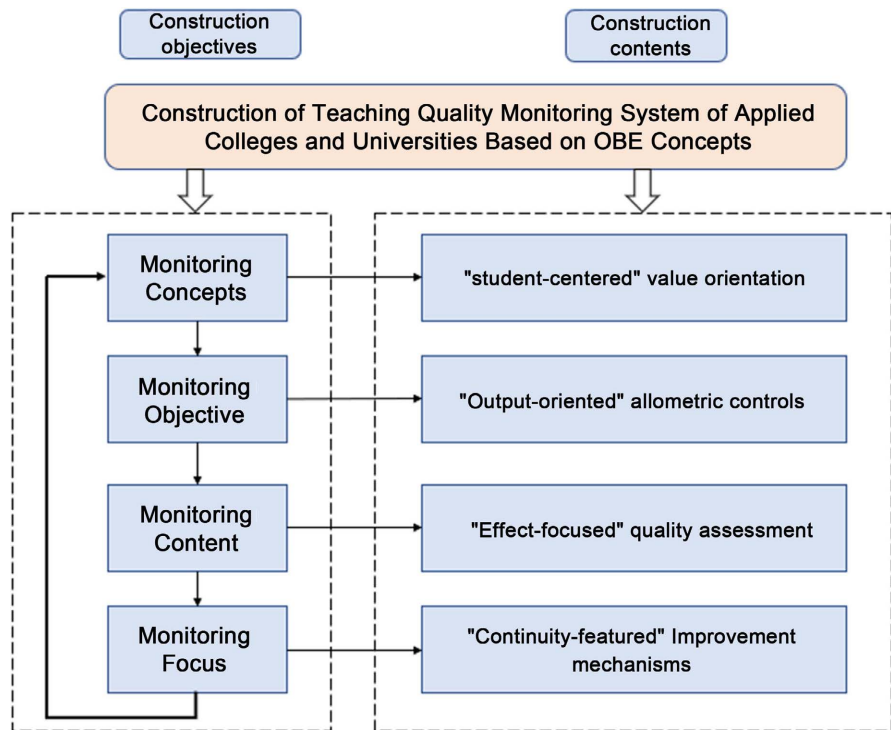 Construction
objectives
Construction
contents
Construction of Teaching Quality Monitoring System of Applied
Colleges and Universities Based on OBE Concepts
Monitoring
Concepts
"student-centered" value orientation
Monitoring
Objective
"Output-oriented" allometric controls
Monitoring
Content
"Effect-focused" quality assessment
Monitoring
Focus
"Continuity-featured" Improvement
mechanisms